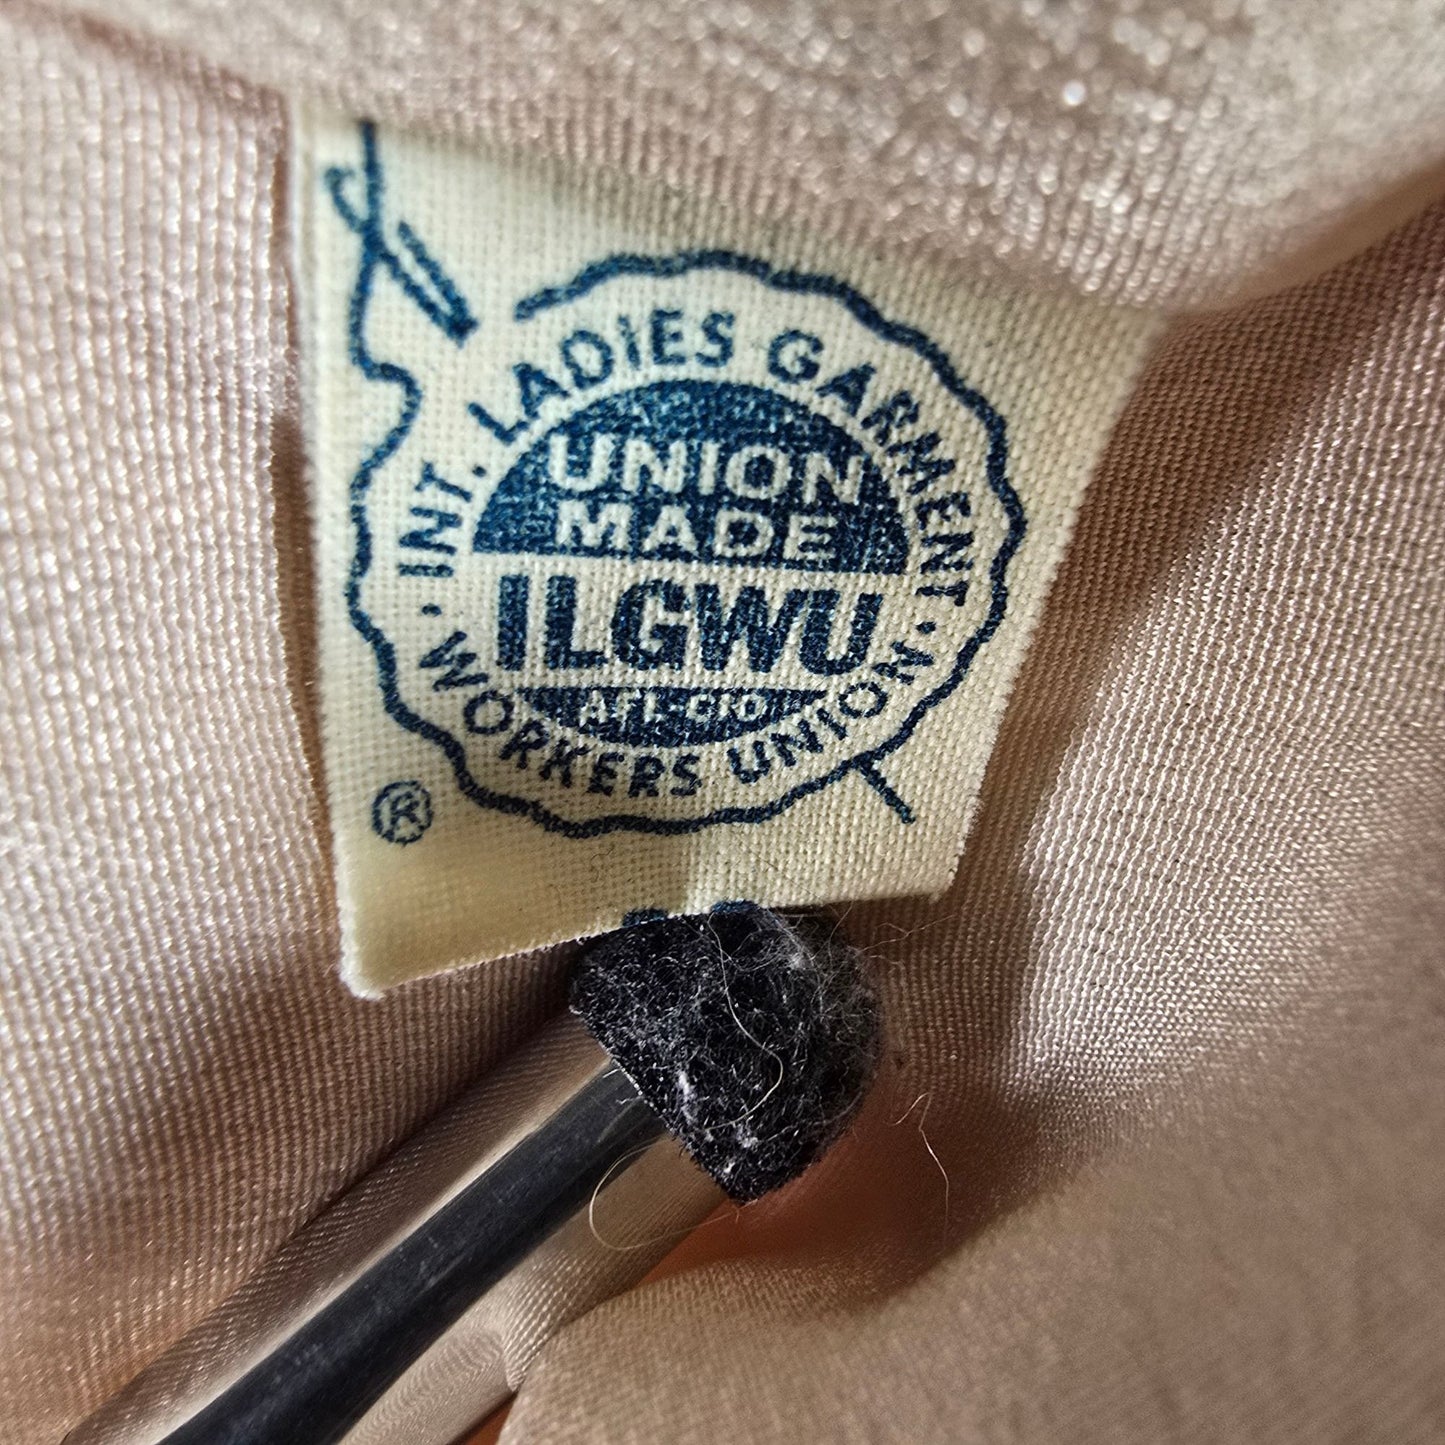 INT. LADIES GARMENT
· WORKERS UNION ·
UNION
MADE
ILGWU
AFL-CIO
®